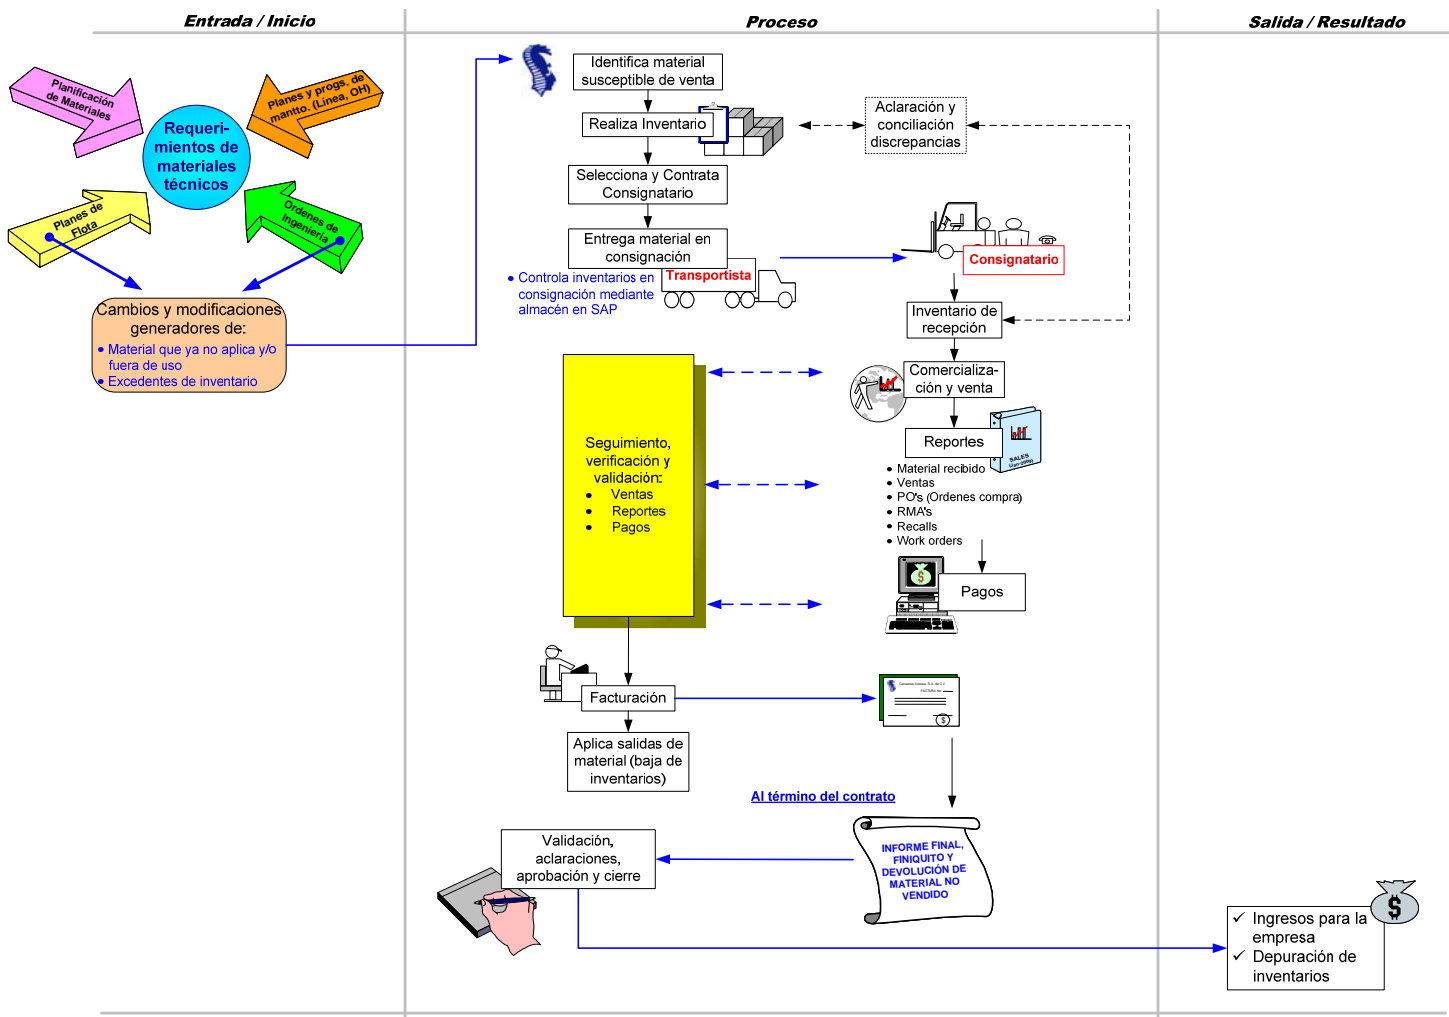 Entrada / Inicio
Proceso
Salida / Resultado
Planificación
de Materiales
Planes y progs. de
mantto. (Línea, OH)
Requeri-
mientos de
materiales
técnicos
Planes de
Flota
Ordenes de
Ingeniería
Cambios y modificaciones
generadores de:
• Material que ya no aplica y/o
fuera de uso
• Excedentes de inventario
Identifica material
susceptible de venta
Realiza Inventario
Selecciona y Contrata
Consignatario
Entrega material en
consignación
Transportista
• Controla inventarios en
consignación mediante
almacén en SAP
Aclaración y
conciliación
discrepancias
Consignatario
Inventario de
recepción
Comercializa-
ción y venta
Reportes
SALES
• Material recibido
• Ventas
• PO's (Ordenes compra)
• RMA's
• Recalls
• Work orders
$
Pagos
Seguimiento,
verificación y
validación:
• Ventas
• Reportes
• Pagos
Facturación
FACTURA No.
$
Aplica salidas de
material (baja de
inventarios)
Al término del contrato
INFORME FINAL,
FINIQUITO Y
DEVOLUCIÓN DE
MATERIAL NO
VENDIDO
Validación,
aclaraciones,
aprobación y cierre
$
✓ Ingresos para la
empresa
✓ Depuración de
inventarios